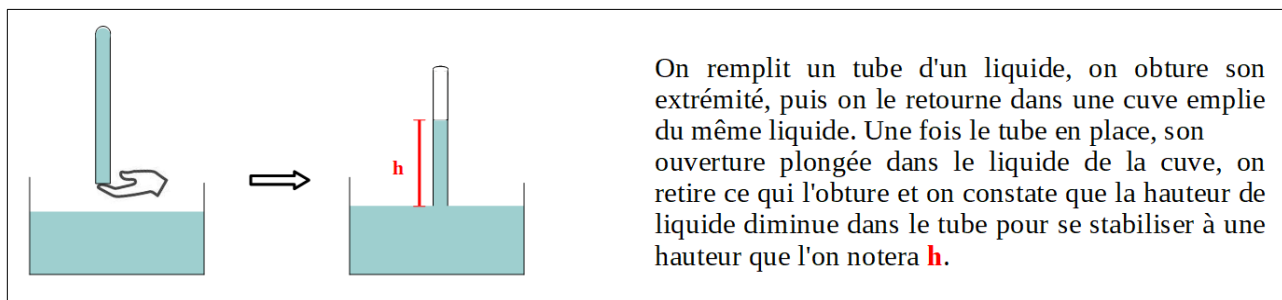 h
On remplit un tube d'un liquide, on obture son
extrémité, puis on le retourne dans une cuve emplie
du même liquide. Une fois le tube en place, son
ouverture plongée dans le liquide de la cuve, on
retire ce qui l'obture et on constate que la hauteur de
liquide diminue dans le tube pour se stabiliser à une
hauteur que l'on notera h.